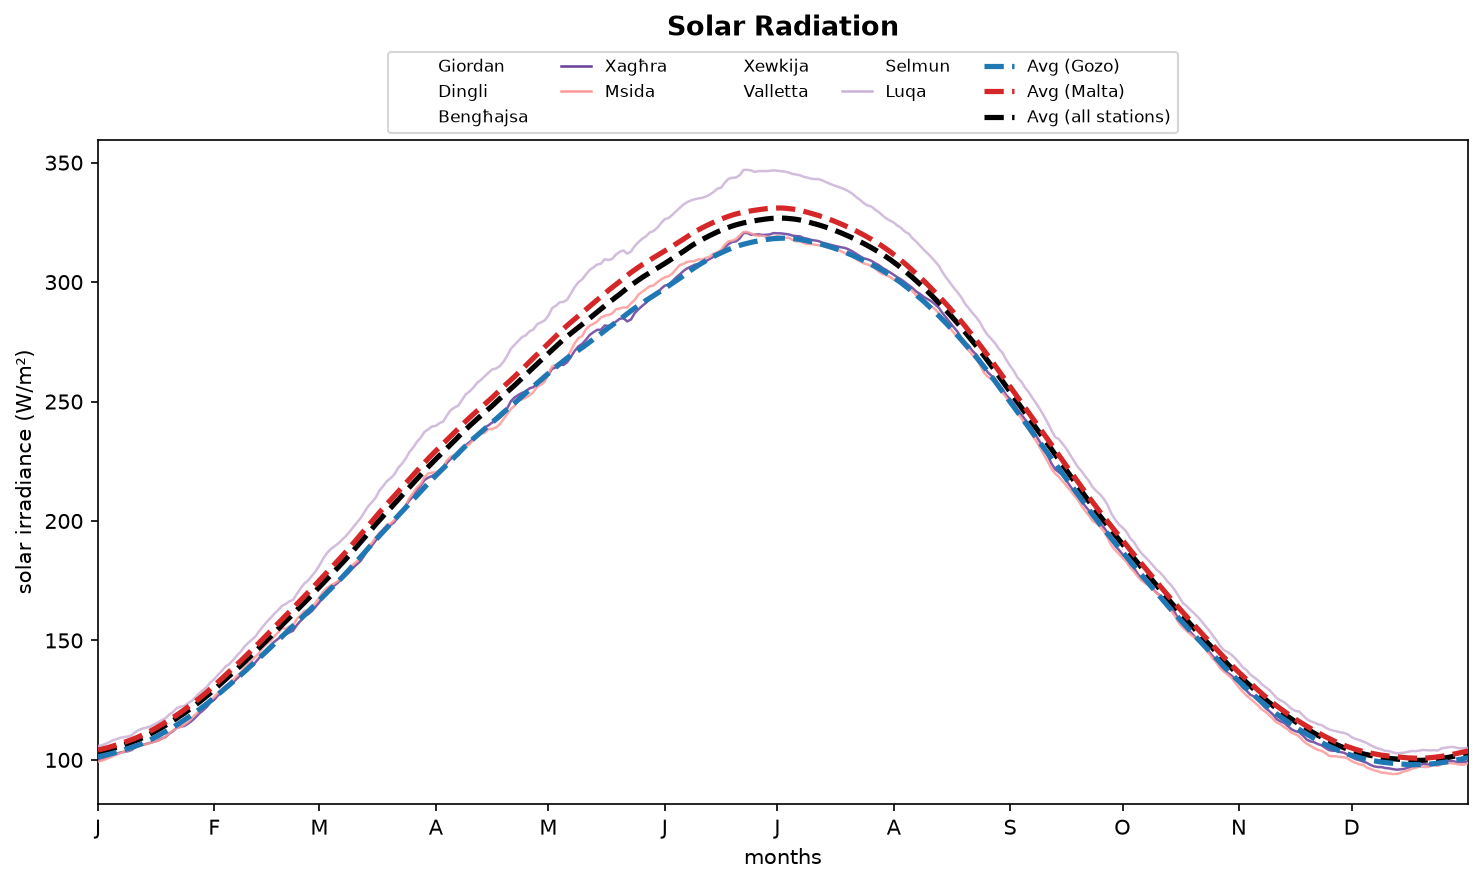 Solar Radiation
Giordan Xagħra Xewkija Selmun Avg (Gozo)
Dingli Msida Valletta Luqa Avg (Malta)
Bengħajsa Avg (all stations)
350
300
250
200
150
100
solar irradiance (W/m²)
J F M A M J J A S O N D
months